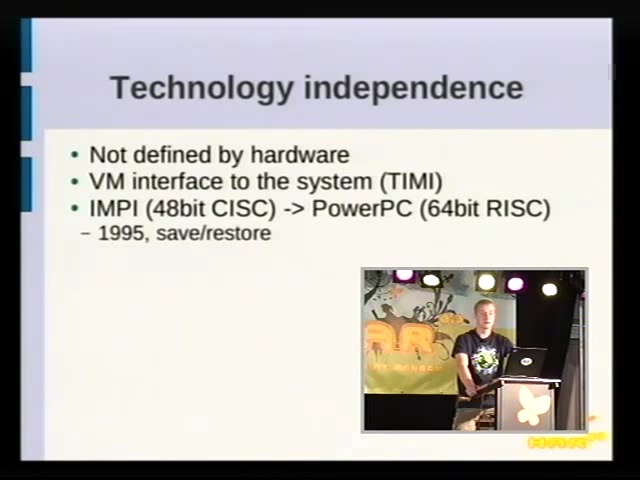 Technology independence
• Not defined by hardware
• VM interface to the system (TIMI)
• IMPI (48bit CISC) -> PowerPC (64bit RISC)
– 1995, save/restore